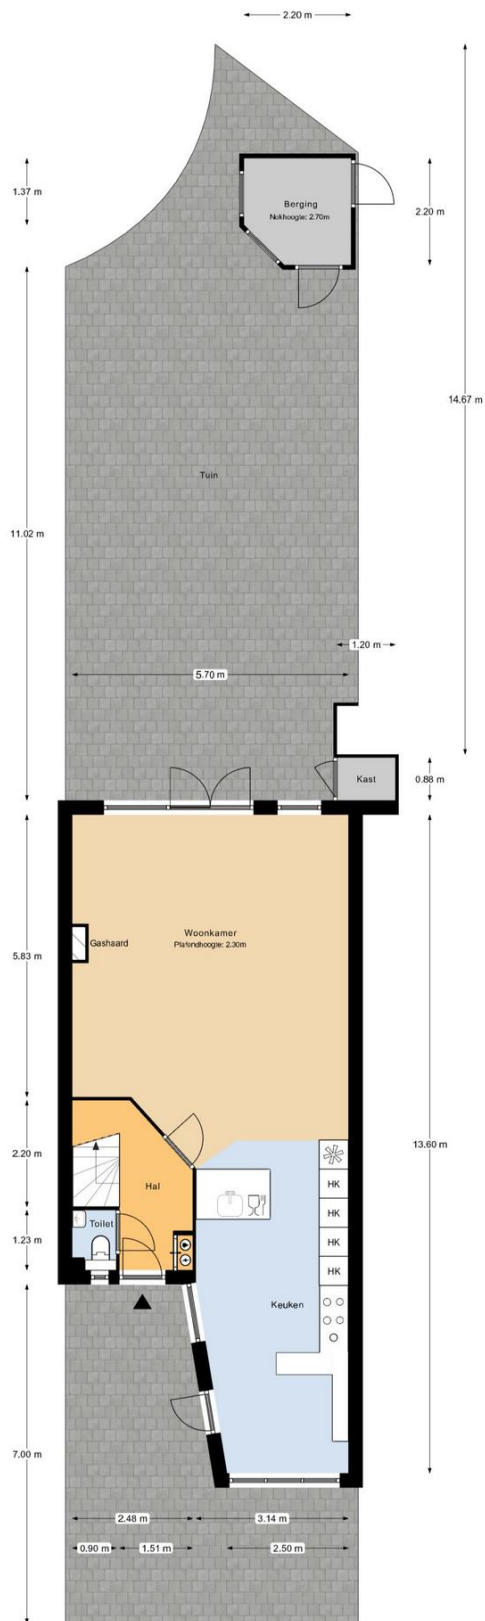 2.20 m
1.37 m
Berging
Nokhoogte: 2.70m
2.20 m
14.67 m
Tuin
11.02 m
1.20 m
5.70 m
Kast
0.88 m
Woonkamer
Plafondhoogte: 2.30m
Gashaard
5.83 m
13.60 m
2.20 m
Hal
HK
HK
HK
HK
Toilet
1.23 m
Keuken
7.00 m
2.48 m
3.14 m
0.90 m
1.51 m
2.50 m